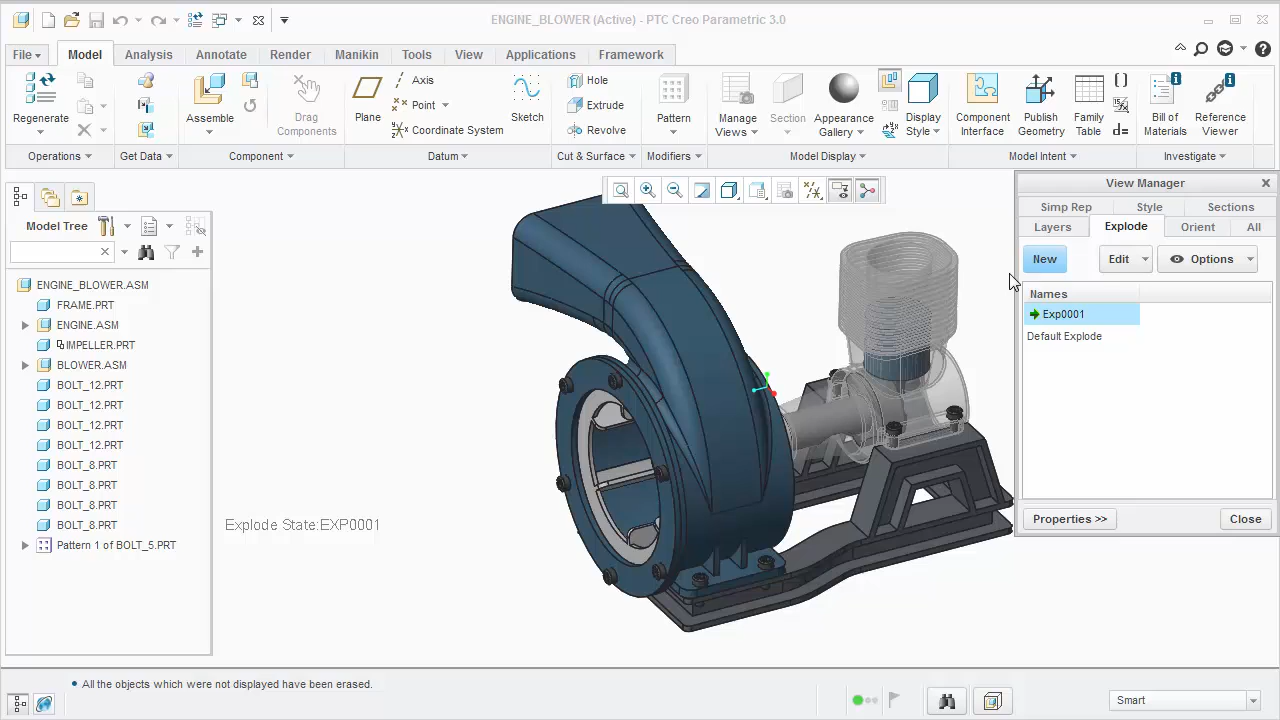 ENGINE_BLOWER (Active) - PTC Creo Parametric 3.0
File
Model
Analysis
Annotate
Render
Manikin
Tools
View
Applications
Framework
Regenerate
Assemble
Drag
Components
Plane
Axis
Point
Coordinate System
Sketch
Hole
Extrude
Revolve
Pattern
Manage
Views
Section
Appearance
Gallery
Display
Style
Component
Interface
Publish
Geometry
Family
Table
Bill of
Materials
Reference
Viewer
Operations
Get Data
Component
Datum
Cut & Surface
Modifiers
Model Display
Model Intent
Investigate
Model Tree
ENGINE_BLOWER.ASM
FRAME.PRT
ENGINE.ASM
IMPELLER.PRT
BLOWER.ASM
BOLT_12.PRT
BOLT_12.PRT
BOLT_12.PRT
BOLT_12.PRT
BOLT_8.PRT
BOLT_8.PRT
BOLT_8.PRT
BOLT_8.PRT
Pattern 1 of BOLT_5.PRT
Explode State:EXP0001
View Manager
Simp Rep
Style
Sections
Layers
Explode
Orient
All
New
Edit
Options
Names
Exp0001
Default Explode
Properties >>
Close
All the objects which were not displayed have been erased.
Smart